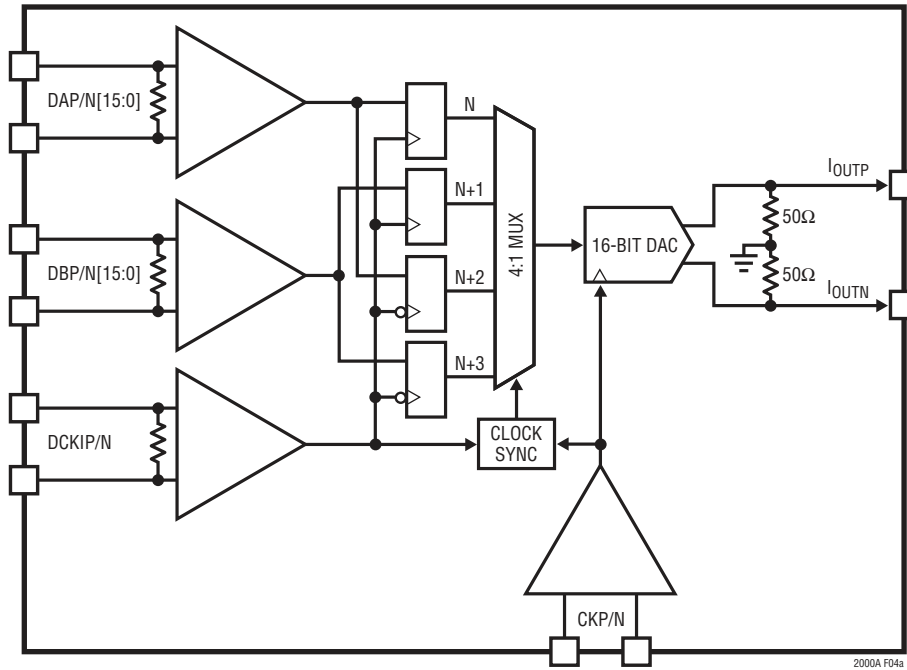 DAP/N[15:0]
N
N+1
4:1 MUX
IOUTP
50Ω
DBP/N[15:0]
16-BIT DAC
N+2
50Ω
IOUTN
N+3
DCKIP/N
CLOCK
SYNC
CKP/N
2000A F04a